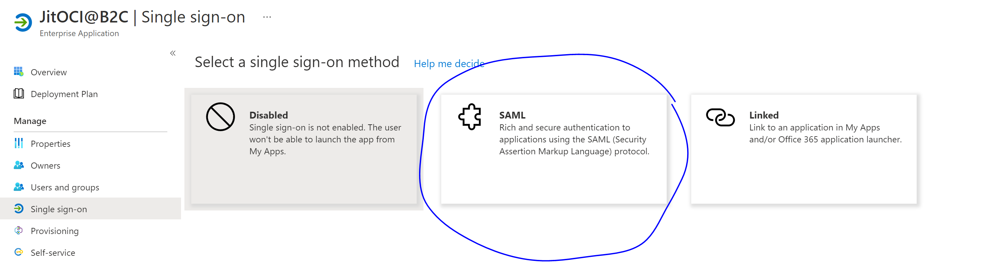 JitOCI@B2C | Single sign-on ...
Enterprise Application
«
Overview
Deployment Plan
Manage
Properties
Owners
Users and groups
Single sign-on
Provisioning
Self-service
Select a single sign-on method Help me decide
Disabled
Single sign-on is not enabled. The user
won't be able to launch the app from
My Apps.
SAML
Rich and secure authentication to
applications using the SAML (Security
Assertion Markup Language) protocol.
Linked
Link to an application in My Apps
and/or Office 365 application launcher.